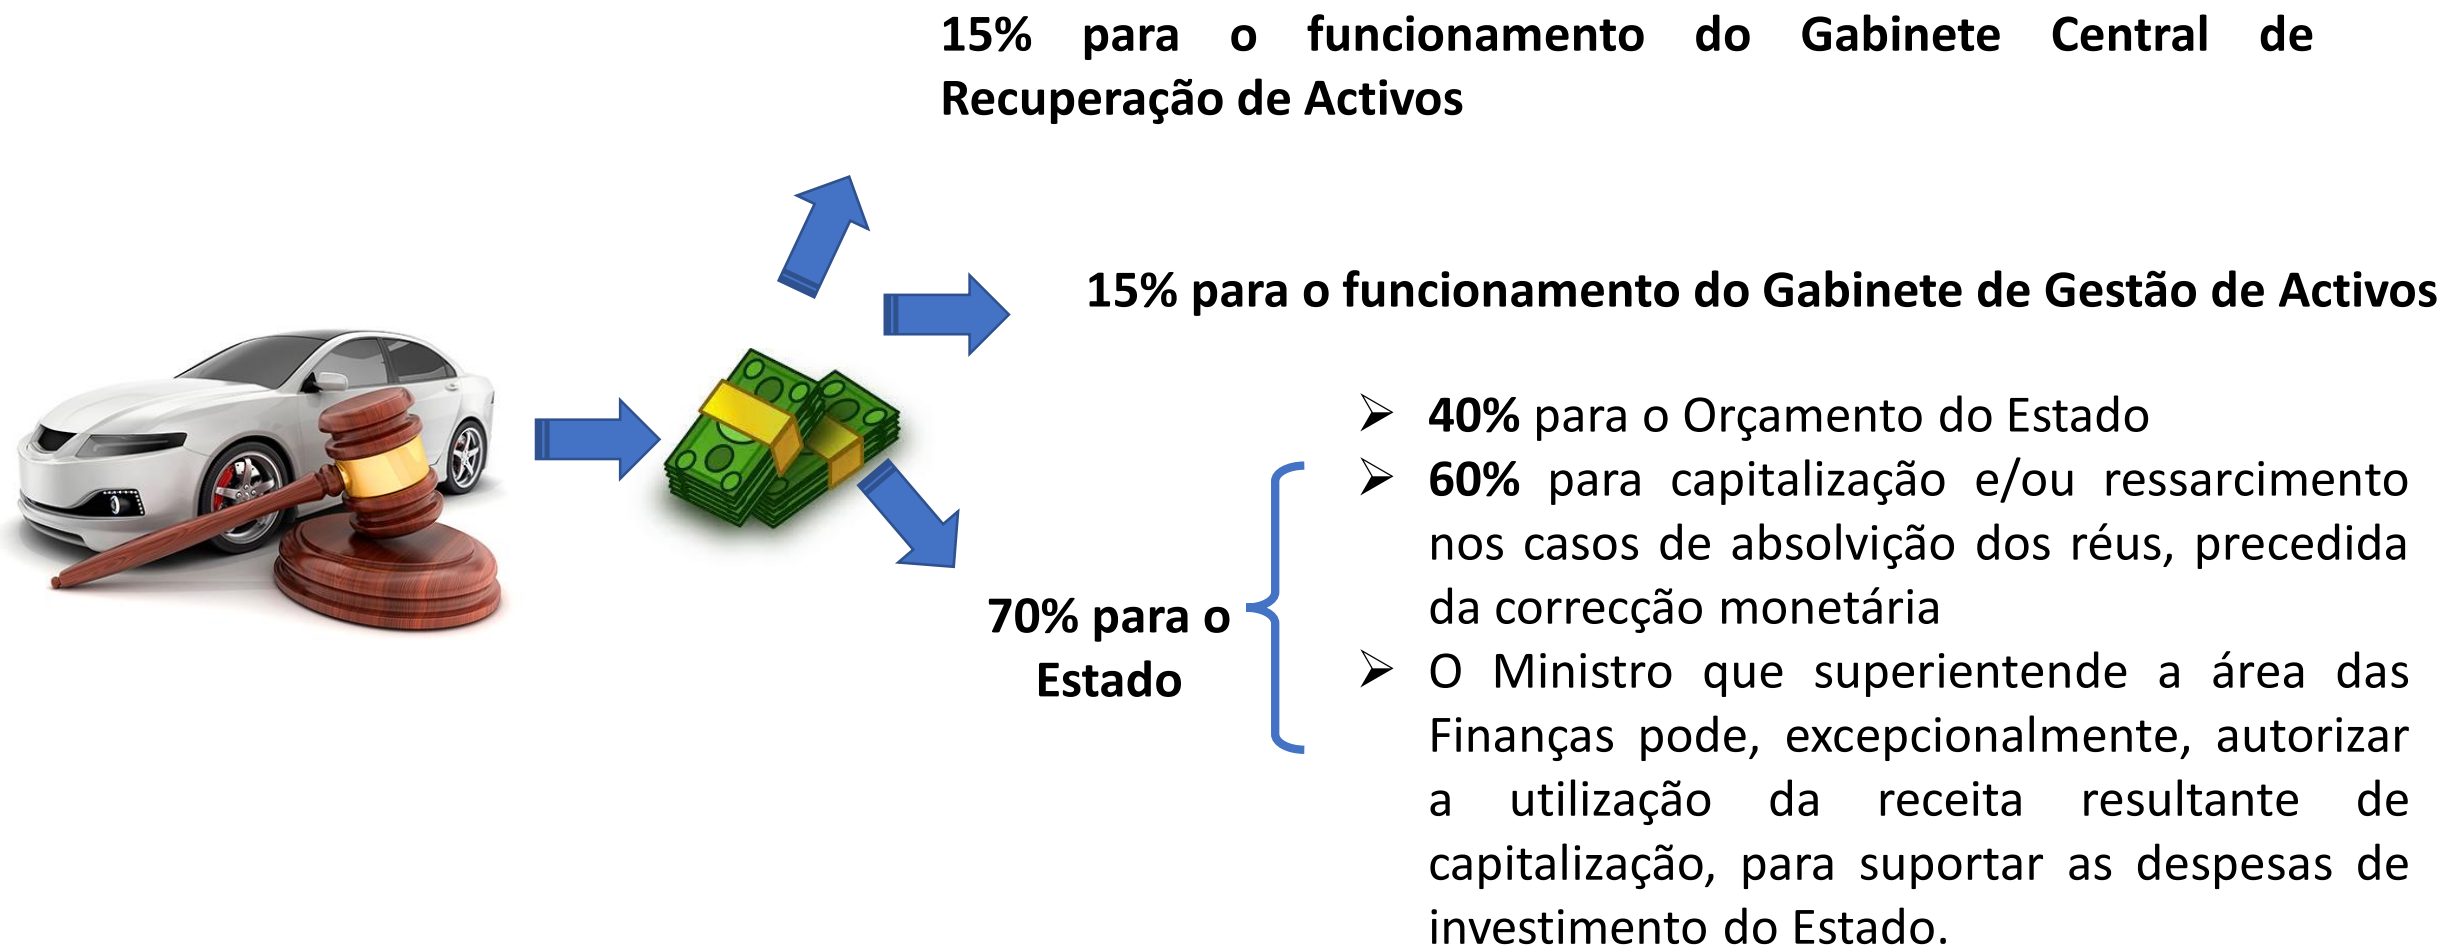 15% para o funcionamento do Gabinete Central de
Recuperação de Activos
15% para o funcionamento do Gabinete de Gestão de Activos
70% para o
Estado
➢ 40% para o Orçamento do Estado
➢ 60% para capitalização e/ou ressarcimento
nos casos de absolvição dos réus, precedida
da correcção monetária
➢ O Ministro que superientende a área das
Finanças pode, excepcionalmente, autorizar
a utilização da receita resultante de
capitalização, para suportar as despesas de
investimento do Estado.